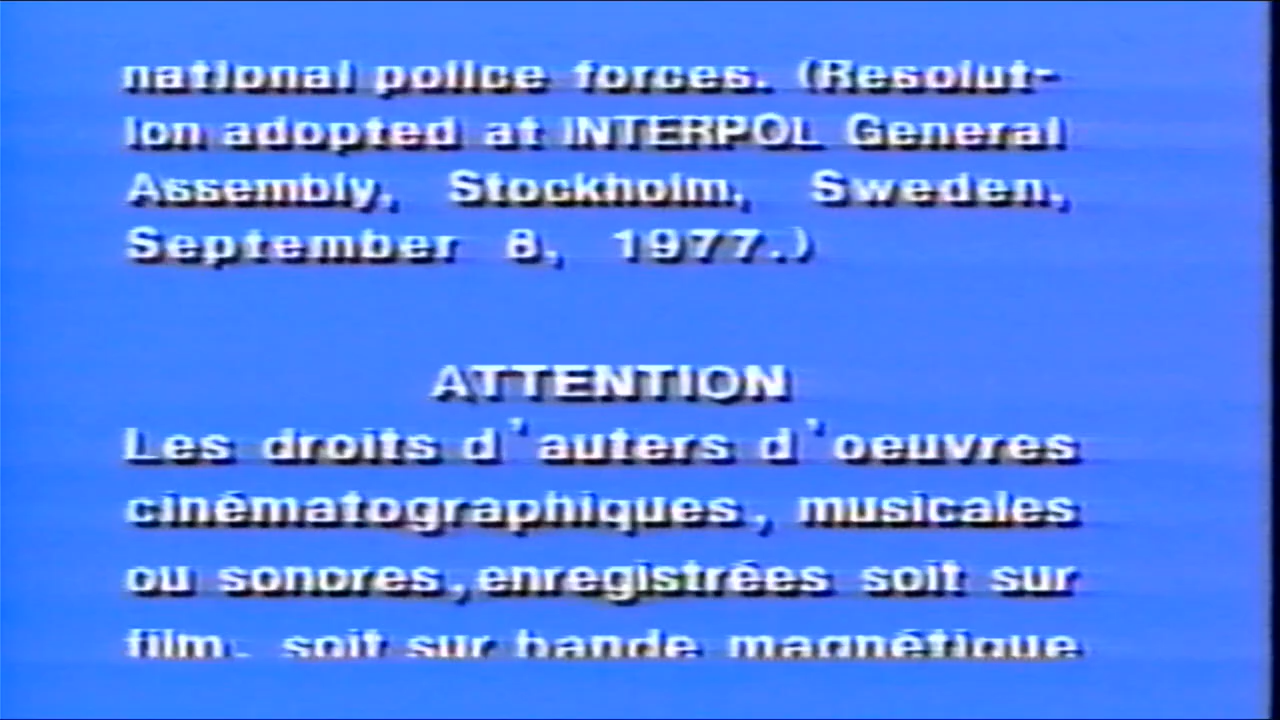 national police forces. (Resolut-
ion adopted at INTERPOL General
Assembly, Stockholm, Sweden,
September 8, 1977.)
ATTENTION
Les droits d'auters d'oeuvres
cinématographiques, musicales
ou sonores,enregistrées soit sur
film, soit sur bande magnétique